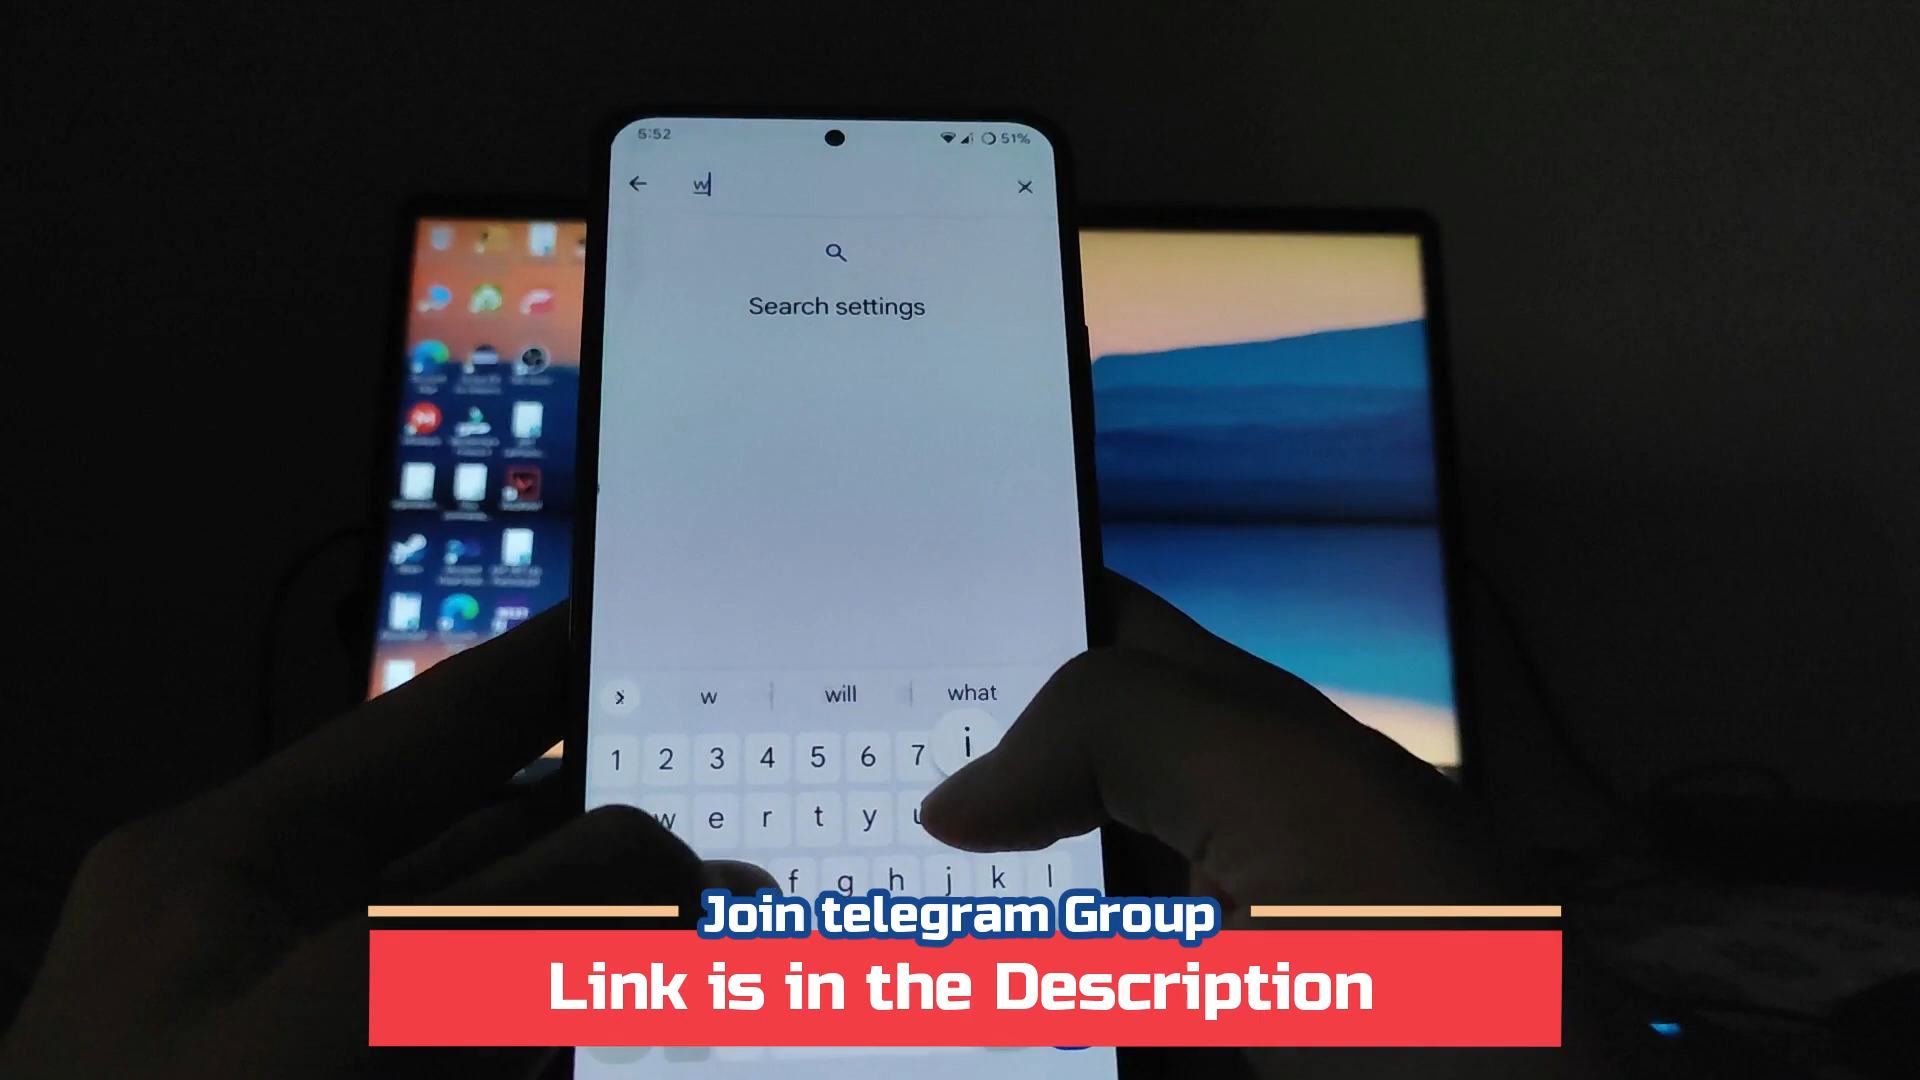 5:52
51%
w
Search settings
w will what
i
1 2 3 4 5 6 7
w e r t y u
f g h j k l
Join telegram Group
Link is in the Description